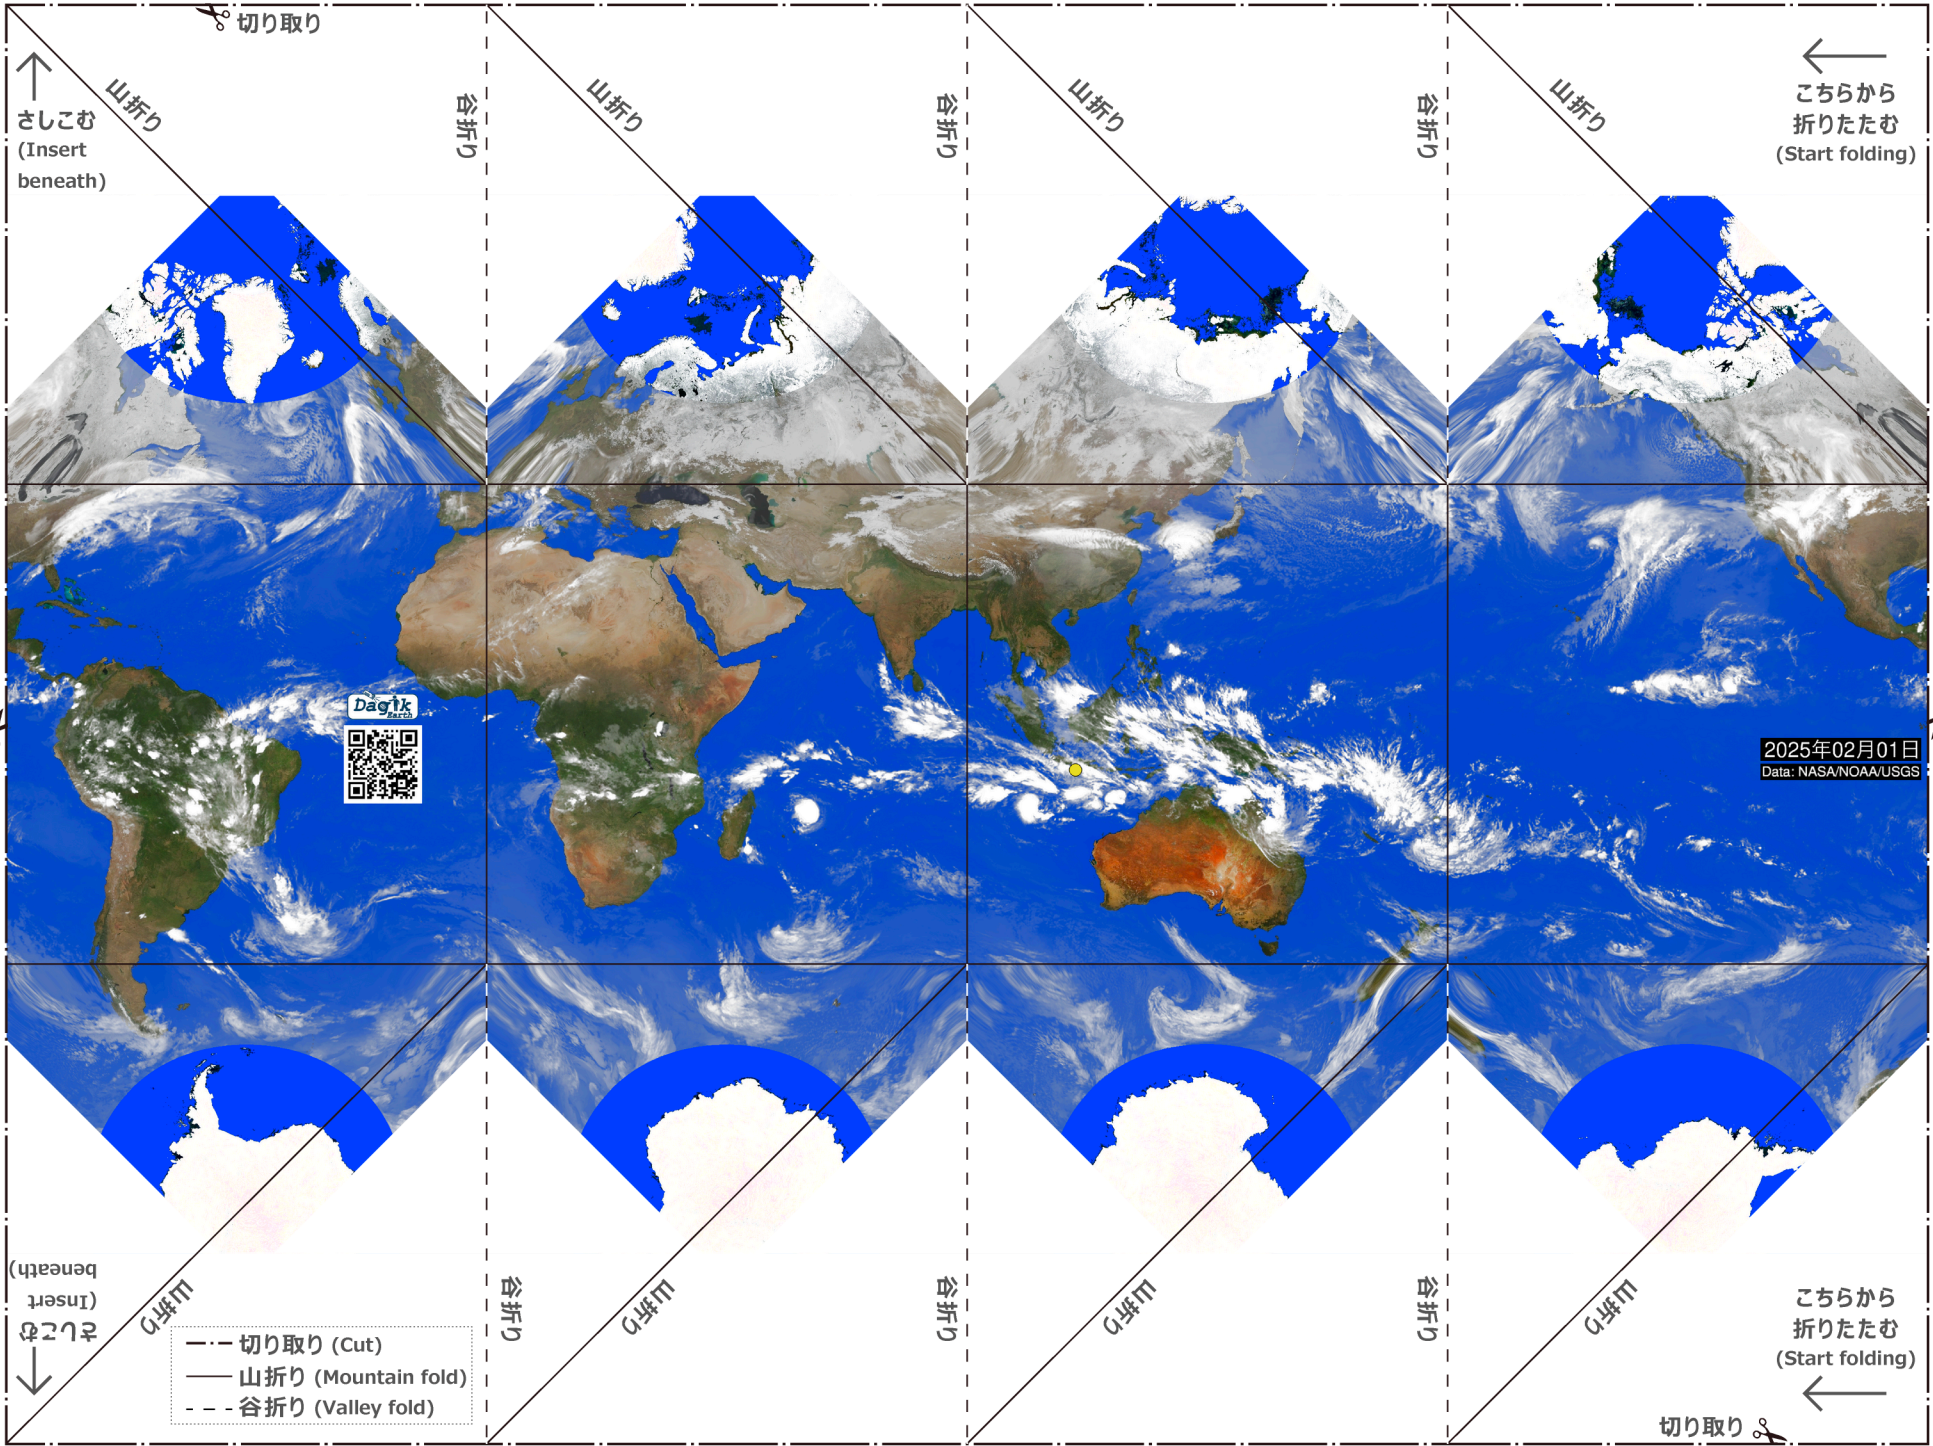 切り取り
山折り
谷折り
山折り
谷折り
山折り
谷折り
山折り
さしこむ
(Insert
beneath)
こちらから
折りたたむ
(Start folding)
Dagik
Earth
2025年02月01日
Data: NASA/NOAA/USGS
さしこむ
(Insert
beneath)
山折り
谷折り
山折り
谷折り
山折り
谷折り
山折り
こちらから
折りたたむ
(Start folding)
切り取り (Cut)
山折り (Mountain fold)
谷折り (Valley fold)
切り取り